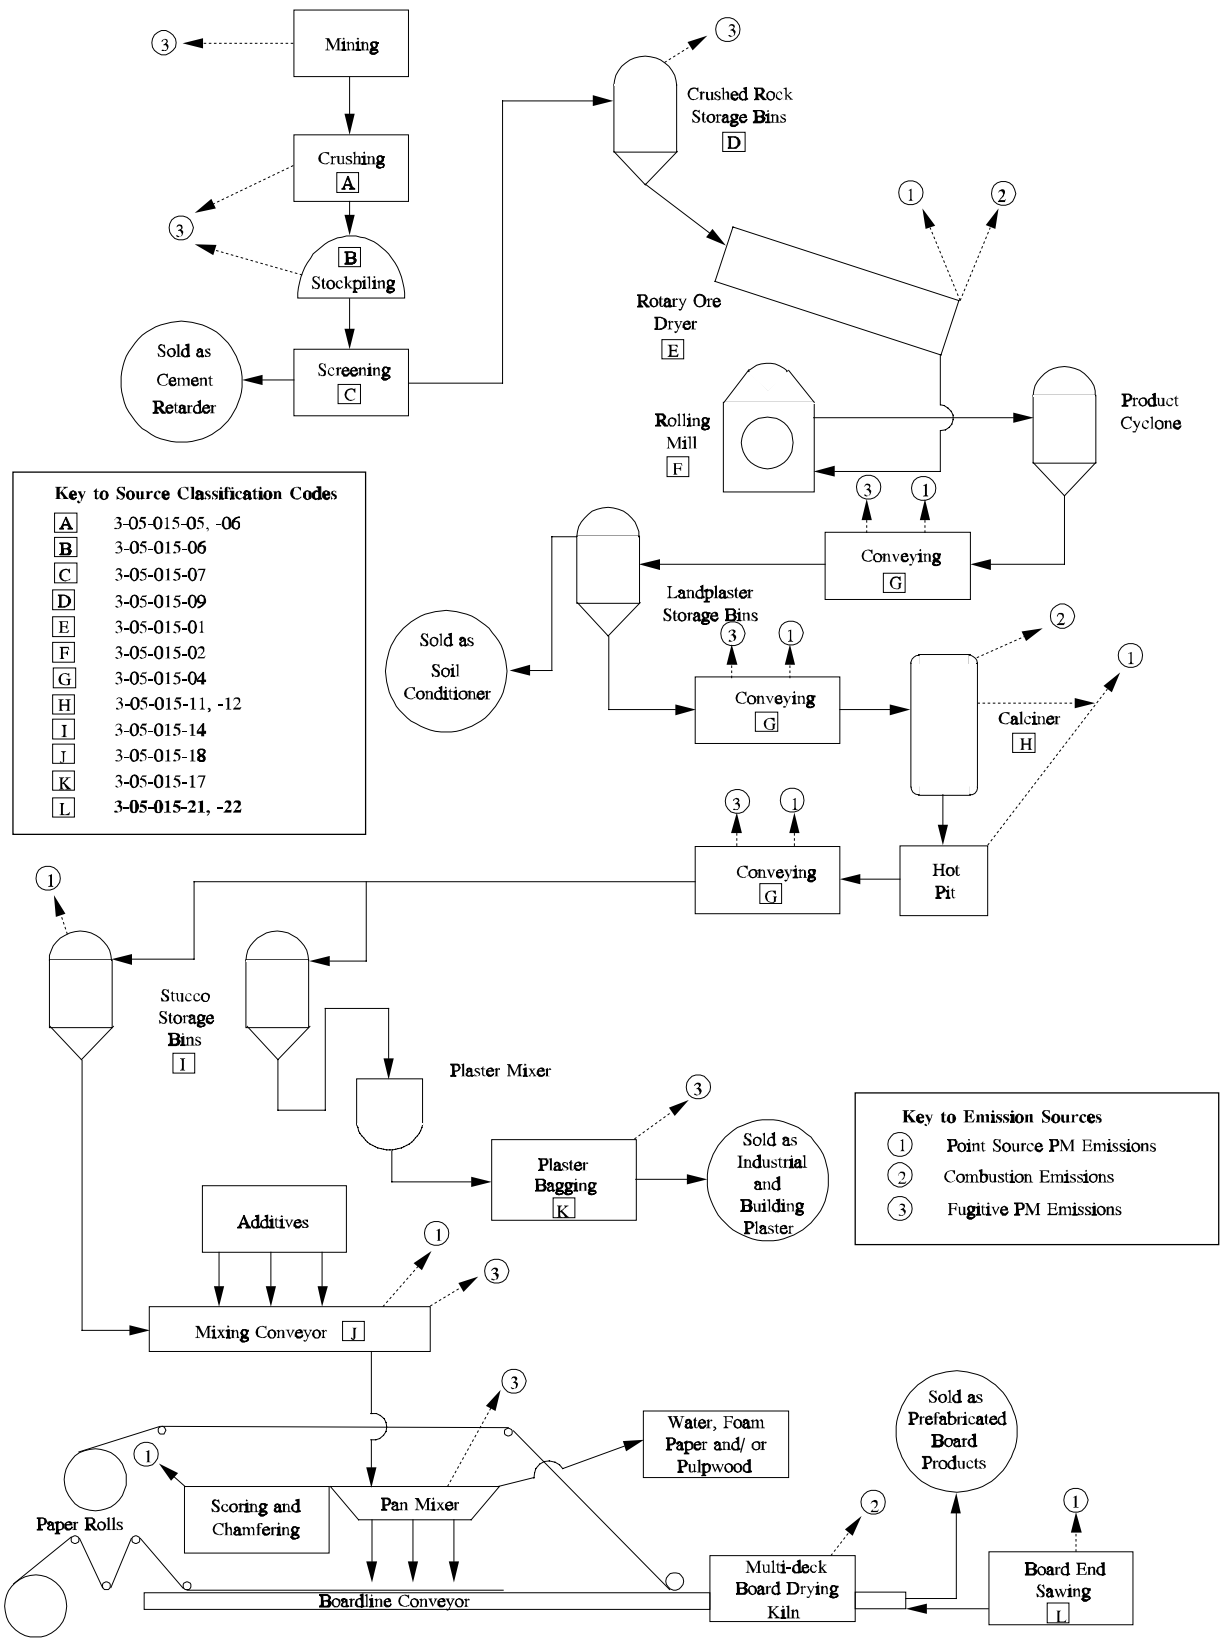 3
Mining
3
Crushed Rock
Storage Bins
D
Crushing
A
3
B
Stockpiling
1
2
Rotary Ore
Dryer
E
Sold as
Cement
Retarder
Screening
C
Rolling
Mill
F
Product
Cyclone
Key to Source Classification Codes
A 3-05-015-05, -06
B 3-05-015-06
C 3-05-015-07
D 3-05-015-09
E 3-05-015-01
F 3-05-015-02
G 3-05-015-04
H 3-05-015-11, -12
I 3-05-015-14
J 3-05-015-18
K 3-05-015-17
L 3-05-015-21, -22
3
1
Conveying
G
Landplaster
Storage Bins
Sold as
Soil
Conditioner
3
1
Conveying
G
2
1
Calciner
H
3
1
Conveying
G
Hot
Pit
1
Stucco
Storage
Bins
I
Plaster Mixer
3
Plaster
Bagging
K
Sold as
Industrial
and
Building
Plaster
Key to Emission Sources
1 Point Source PM Emissions
2 Combustion Emissions
3 Fugitive PM Emissions
Additives
1
3
Mixing Conveyor J
3
Water, Foam
Paper and/ or
Pulpwood
Sold as
Prefabricated
Board
Products
1
Scoring and
Chamfering
Pan Mixer
Paper Rolls
2
1
Multi-deck
Board Drying
Kiln
Board End
Sawing
L
Boardline Conveyor